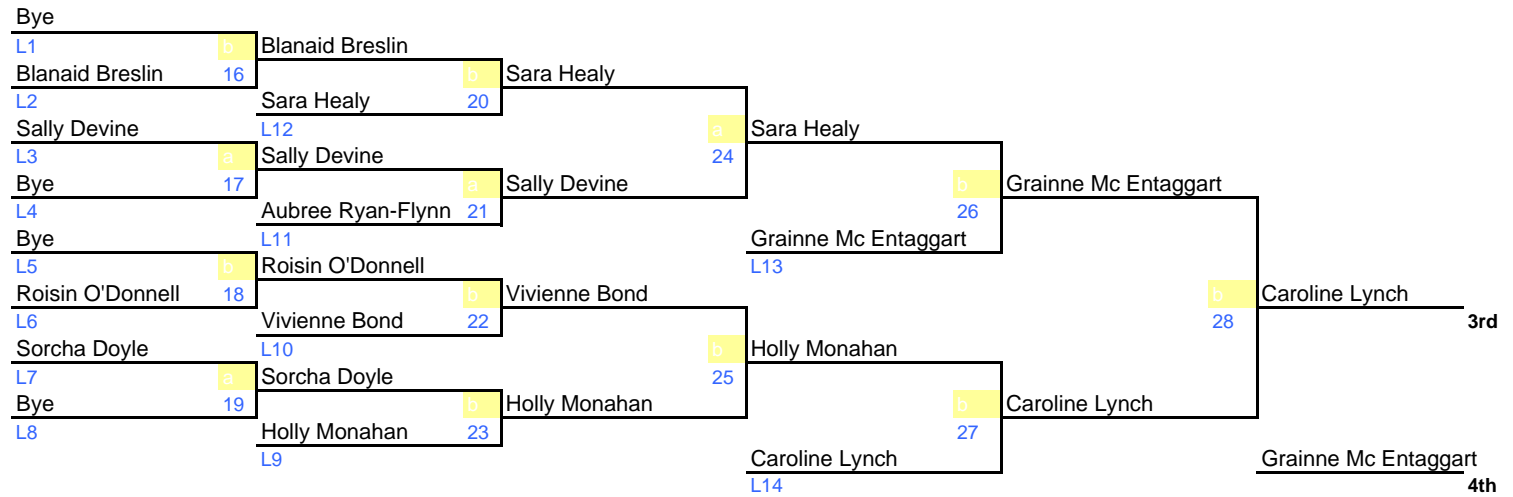 Bye
L1 b Blanaid Breslin
Blanaid Breslin 16 b Sara Healy
L2 Sara Healy 20
Sally Devine L12 a Sara Healy
L3 a Sally Devine 24
Bye 17 a Sally Devine b Grainne Mc Entaggart
L4 Aubree Ryan-Flynn 21 26
Bye L11 Grainne Mc Entaggart
L5 b Roisin O'Donnell L13
Roisin O'Donnell 18 b Vivienne Bond b Caroline Lynch
L6 Vivienne Bond 22 28 3rd
Sorcha Doyle L10 b Holly Monahan
L7 a Sorcha Doyle 25
Bye 19 b Holly Monahan b Caroline Lynch
L8 Holly Monahan 23 27
L9 Caroline Lynch Grainne Mc Entaggart
L14 4th